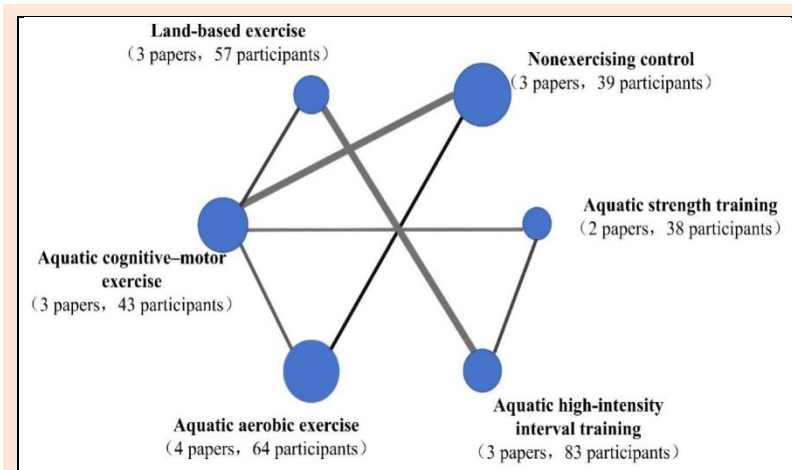 Land-based exercise
（3 papers，57 participants）
Nonexercising control
（3 papers，39 participants）
Aquatic strength training
（2 papers，38 participants）
Aquatic cognitive–motor
exercise
（3 papers，43 participants）
Aquatic aerobic exercise
（4 papers，64 participants）
Aquatic high-intensity
interval training
（3 papers，83 participants）